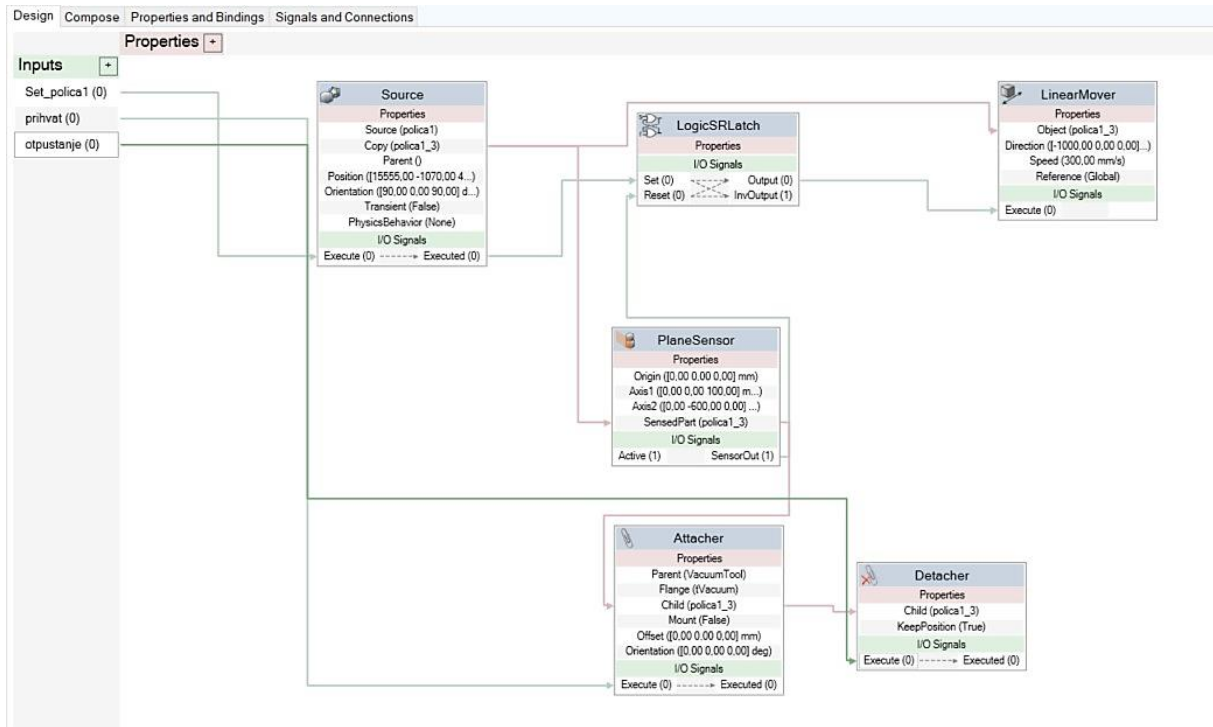 Design Compose Properties and Bindings Signals and Connections
Properties +
Inputs +
Set_polica1 (0)
prihvat (0)
otpustanje (0)
Source
Properties
Source (polica1)
Copy (polica1_3)
Parent ()
Position ([15555,00 -1070,00 4...)
Orientation ([90,00 0,00 90,00] d...
Transient (False)
PhysicsBehavior (None)
I/O Signals
Execute (0) Executed (0)
LogicSRLatch
Properties
I/O Signals
Set (0) Output (0)
Reset (0) InvOutput (1)
LinearMover
Properties
Object (polica1_3)
Direction ([-1000,00 0,00 0,00]...)
Speed (300,00 mm/s)
Reference (Global)
I/O Signals
Execute (0)
PlaneSensor
Properties
Origin ([0,00 0,00 0,00] mm)
Axis1 ([0,00 0,00 100,00] m...)
Axis2 ([0,00 -600,00 0,00] ...)
SensedPart (polica1_3)
I/O Signals
Active (1) SensorOut (1)
Attacher
Properties
Parent (VacuumTool)
Flange (tVacuum)
Child (polica1_3)
Mount (False)
Offset ([0,00 0,00 0,00] mm)
Orientation ([0,00 0,00 0,00] deg)
I/O Signals
Execute (0) Executed (0)
Detacher
Properties
Child (polica1_3)
KeepPosition (True)
I/O Signals
Execute (0) Executed (0)